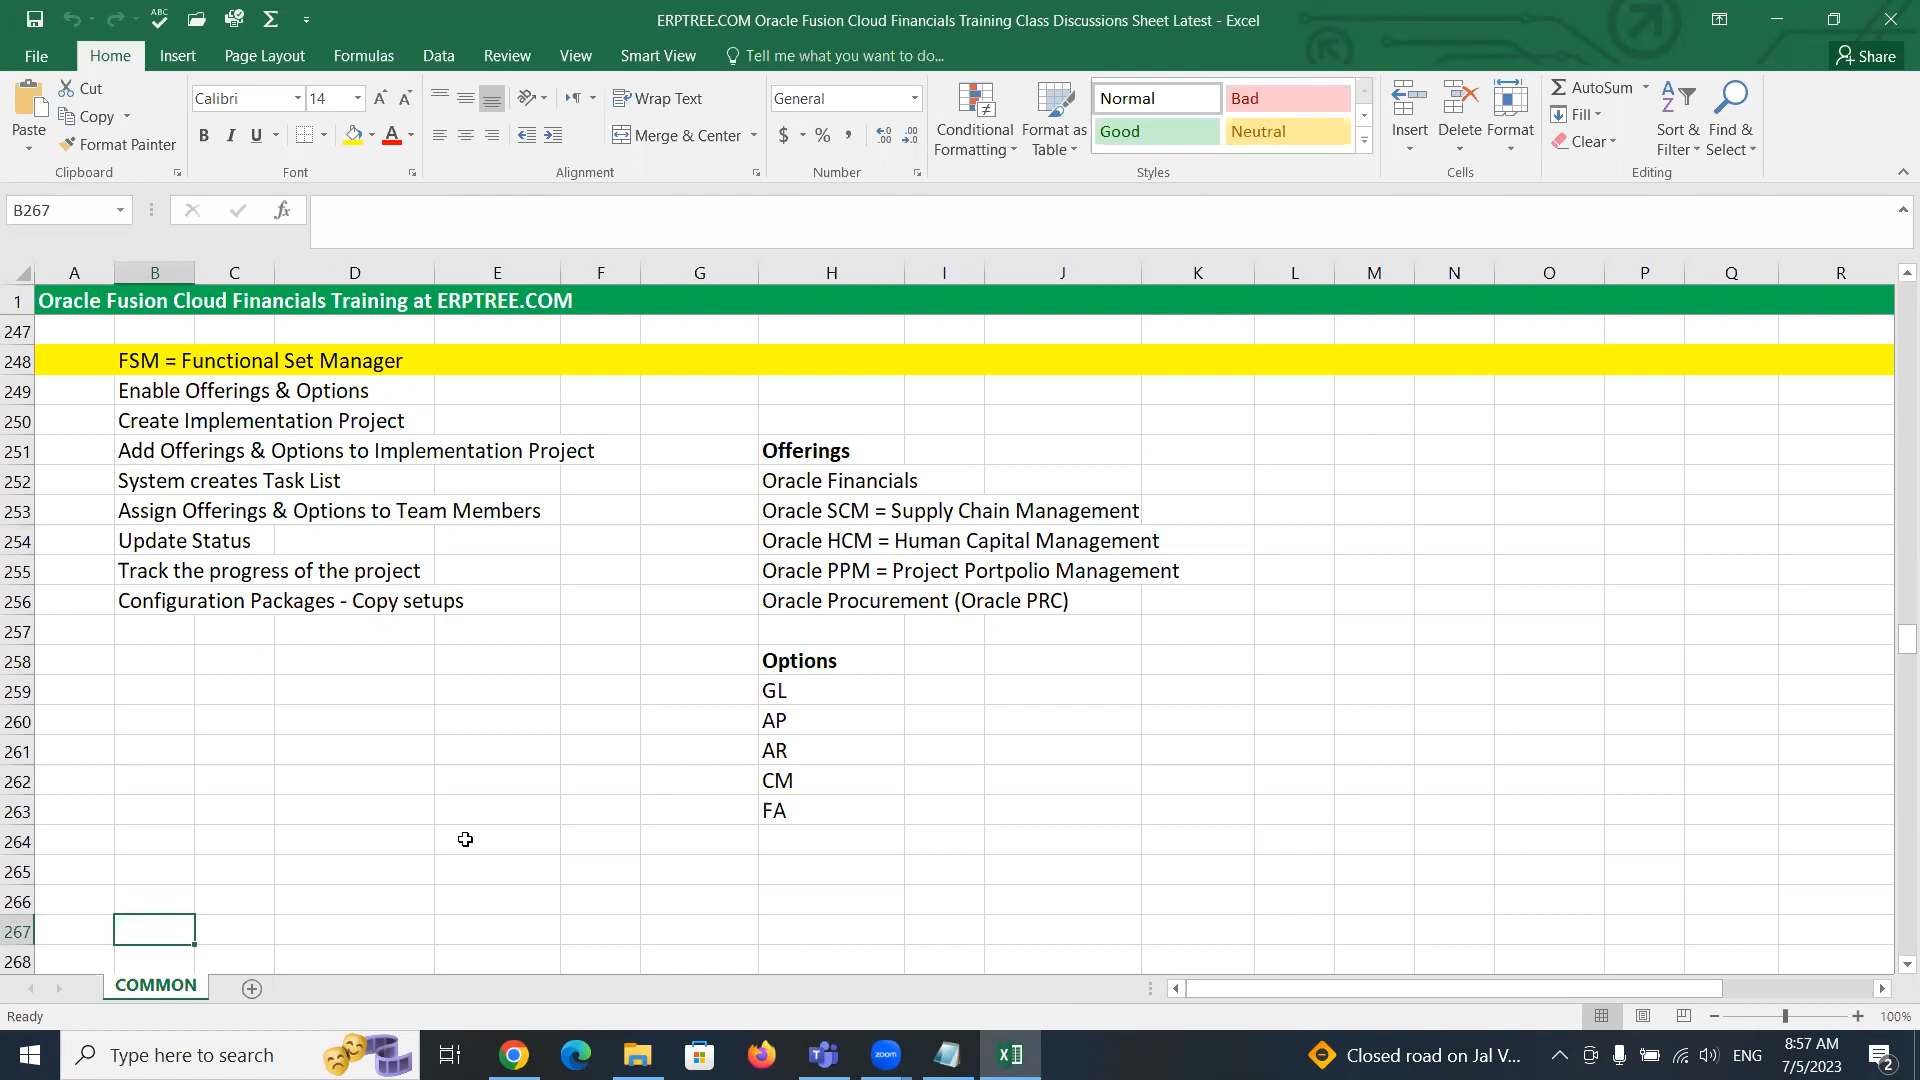 ABC
ERPTREE.COM Oracle Fusion Cloud Financials Training Class Discussions Sheet Latest - Excel
File Home Insert Page Layout Formulas Data Review View Smart View Tell me what you want to do... Share
Paste
Cut
Copy
Format Painter
Clipboard
Calibri 14
B I U
Font
Wrap Text
Merge & Center
Alignment
General
$ % ,
Number
Conditional Formatting
Format as Table
Normal Bad
Good Neutral
Styles
Insert Delete Format
Cells
AutoSum
Fill
Clear
Sort & Filter
Find & Select
Editing
B267 fx
A B C D E F G H I J K L M N O P Q R
1 Oracle Fusion Cloud Financials Training at ERPTREE.COM
247
248 FSM = Functional Set Manager
249 Enable Offerings & Options
250 Create Implementation Project
251 Add Offerings & Options to Implementation Project Offerings
252 System creates Task List Oracle Financials
253 Assign Offerings & Options to Team Members Oracle SCM = Supply Chain Management
254 Update Status Oracle HCM = Human Capital Management
255 Track the progress of the project Oracle PPM = Project Portpolio Management
256 Configuration Packages - Copy setups Oracle Procurement (Oracle PRC)
257
258 Options
259 GL
260 AP
261 AR
262 CM
263 FA
264
265
266
267
268
COMMON
Ready 100%
Type here to search
zoom
Closed road on Jal V...
ENG
8:57 AM
7/5/2023
2